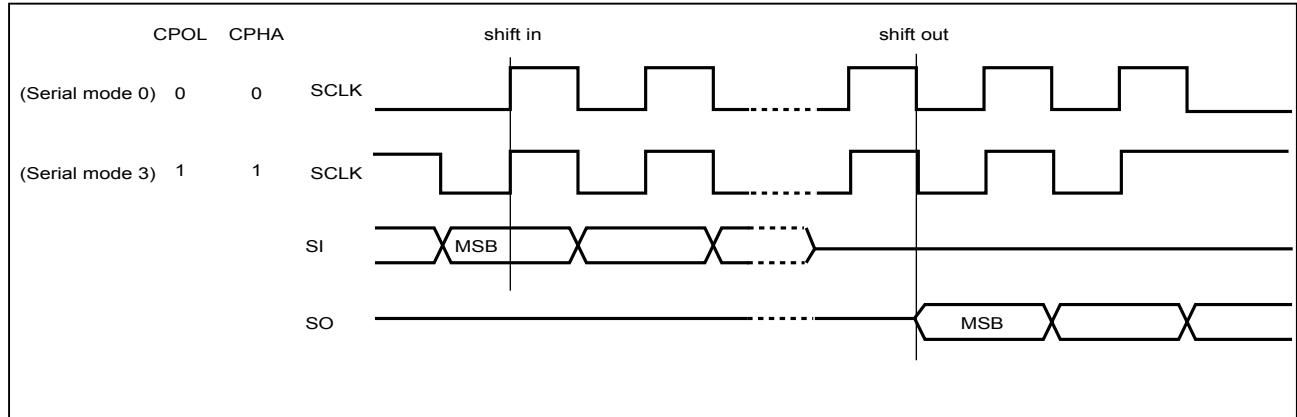 CPOL CPHA shift in shift out
(Serial mode 0) 0 0 SCLK
(Serial mode 3) 1 1 SCLK
SI MSB
SO MSB